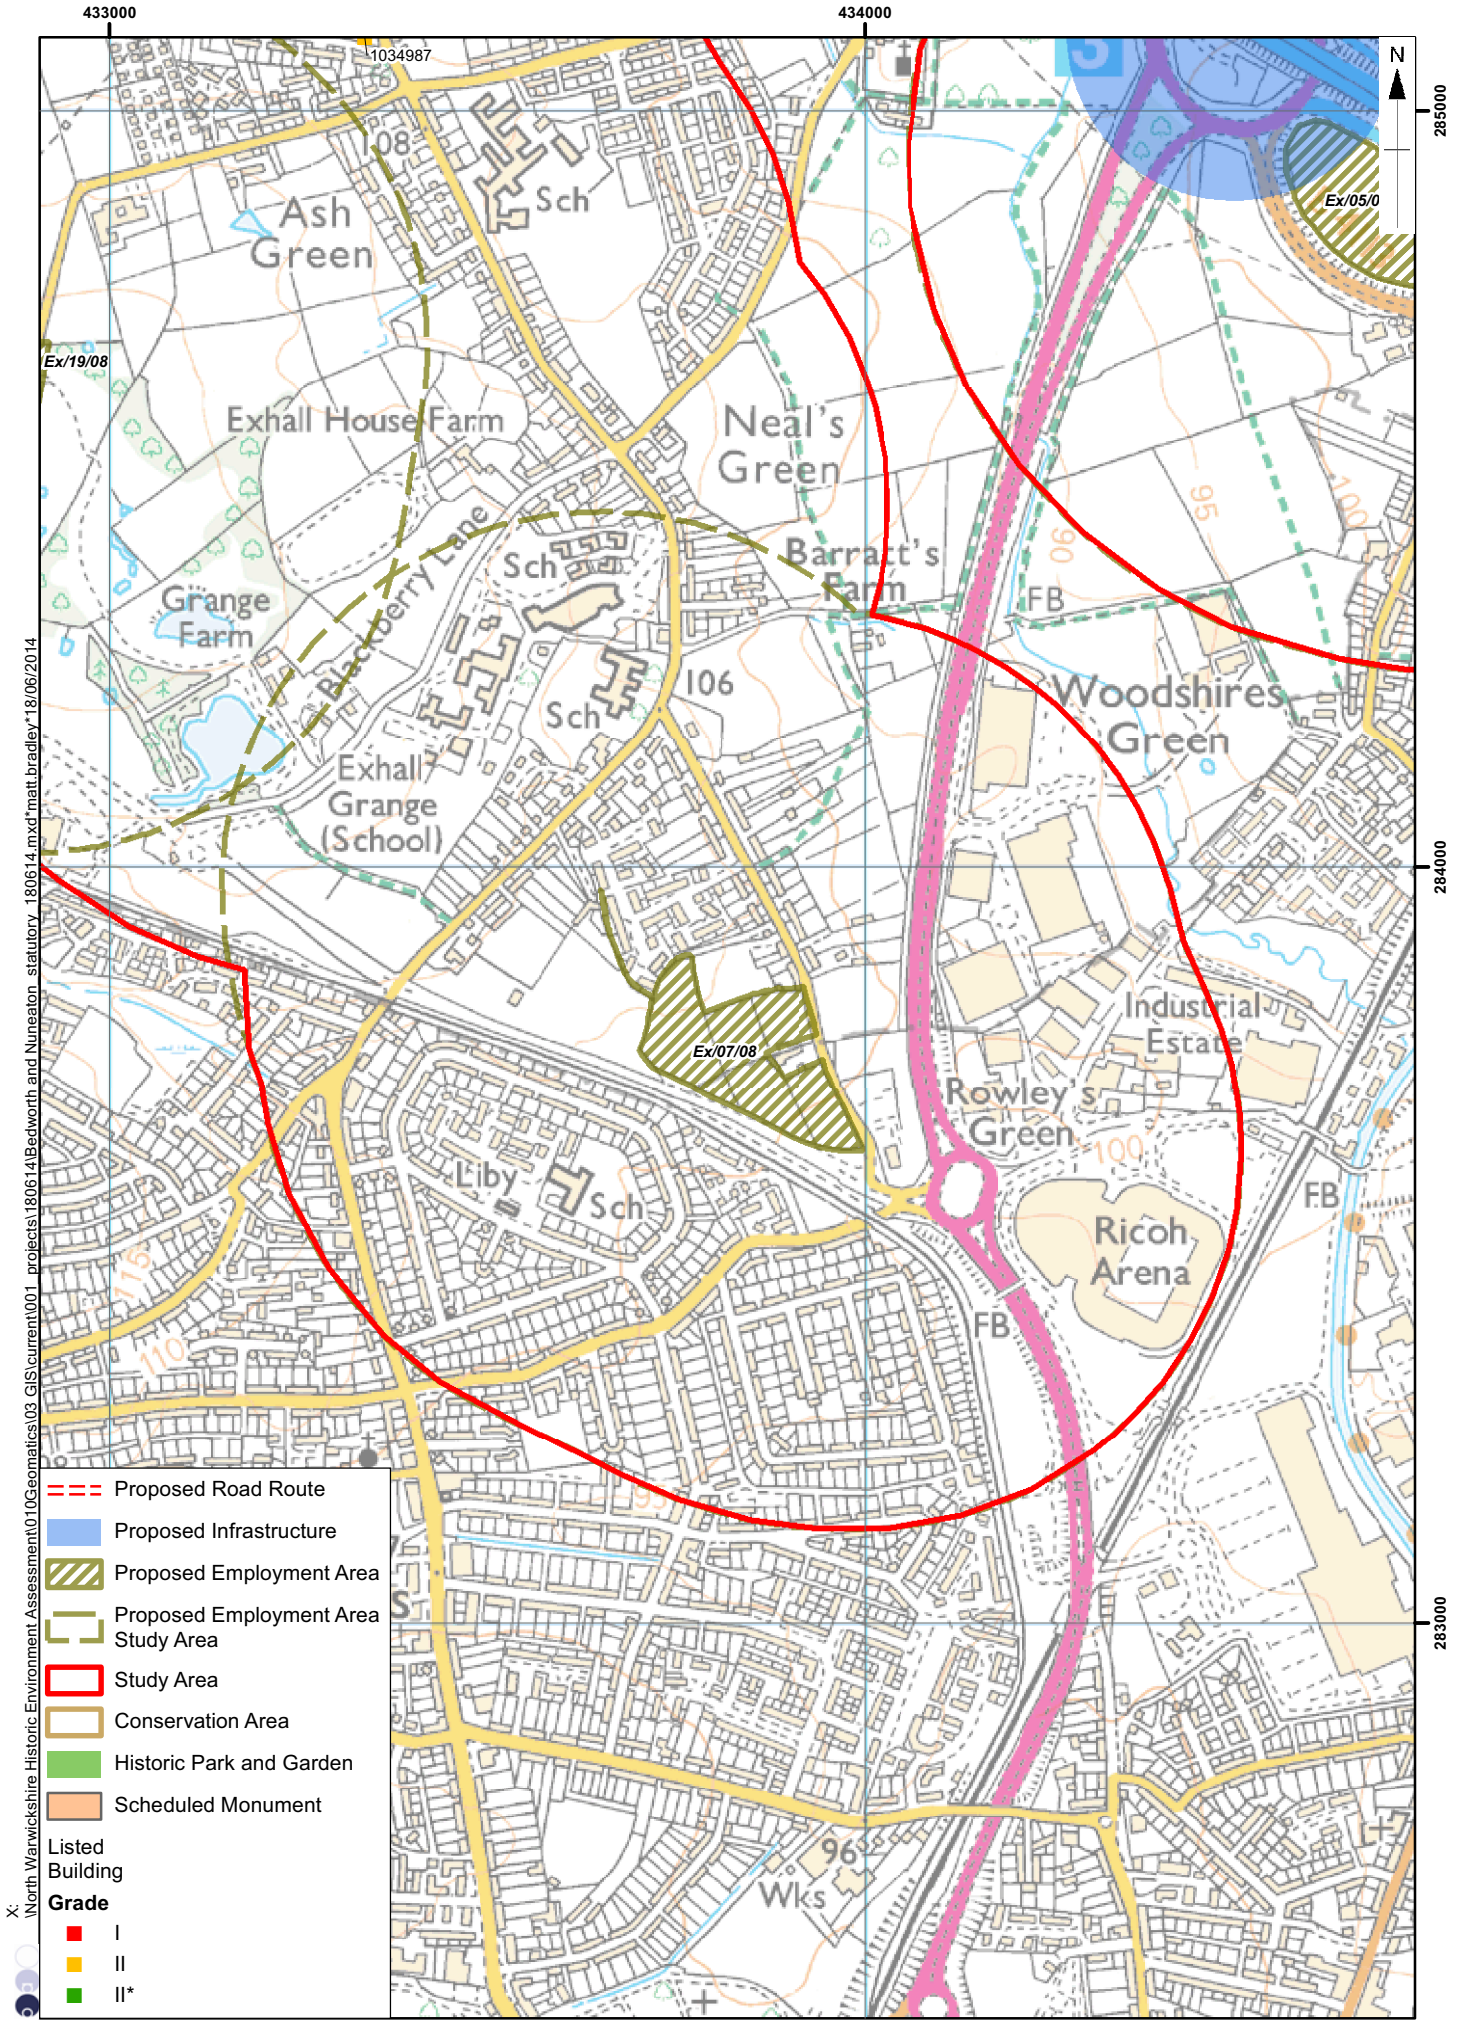 433000
434000
1034987
3
N
285000
108
Sch
Ash
Green
Ex/05/0
Ex/19/08
Exhall House Farm
Neal's
Green
95
100
Blackberry Lane
Sch
Barratt's
Farm
90
FB
Grange
Farm
106
Sch
Woodshires
Green
Exhall
Grange
(School)
284000
Ex/07/08
Industrial
Estate
Rowley's
Green
100
Liby
Sch
FB
Ricoh
Arena
115
FB
110
95
Proposed Road Route
Proposed Infrastructure
Proposed Employment Area
Proposed Employment Area
Study Area
Study Area
Conservation Area
Historic Park and Garden
Scheduled Monument
Listed
Building
Grade
I
II
II*
s
283000
96
Wks
X:
\North Warwickshire Historic Environment Assessment\010Geomatics\03 GIS\current\001_projects\180614\Bedworth and Nuneaton_statutory_180614.mxd*matt.bradley*18/06/2014